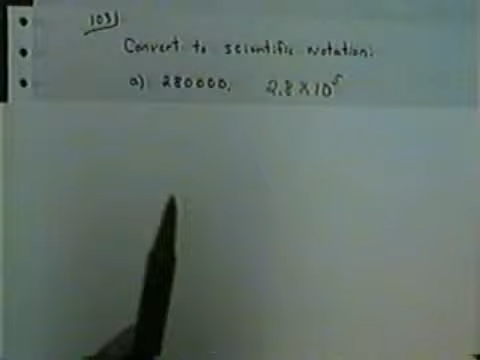 103)
Convert to scientific notation:
a) 280000. 2.8 X 10⁵